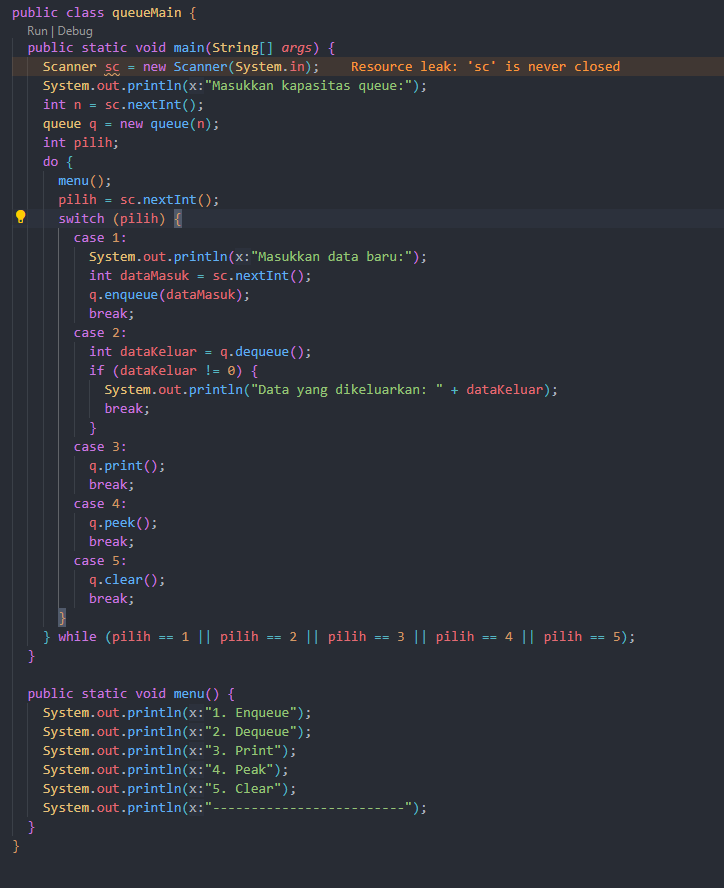 public class queueMain {
Run | Debug
public static void main(String[] args) {
Scanner sc = new Scanner(System.in);    Resource leak: 'sc' is never closed
System.out.println(x:"Masukkan kapasitas queue:");
int n = sc.nextInt();
queue q = new queue(n);
int pilih;
do {
menu();
pilih = sc.nextInt();
switch (pilih) {
case 1:
System.out.println(x:"Masukkan data baru:");
int dataMasuk = sc.nextInt();
q.enqueue(dataMasuk);
break;
case 2:
int dataKeluar = q.dequeue();
if (dataKeluar != 0) {
System.out.println("Data yang dikeluarkan: " + dataKeluar);
break;
}
case 3:
q.print();
break;
case 4:
q.peek();
break;
case 5:
q.clear();
break;
}
} while (pilih == 1 || pilih == 2 || pilih == 3 || pilih == 4 || pilih == 5);
}
public static void menu() {
System.out.println(x:"1. Enqueue");
System.out.println(x:"2. Dequeue");
System.out.println(x:"3. Print");
System.out.println(x:"4. Peak");
System.out.println(x:"5. Clear");
System.out.println(x:"-------------------------");
}
}